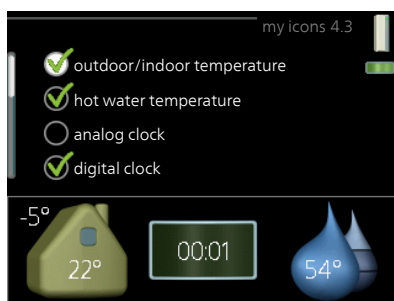 my icons 4.3
outdoor/indoor temperature
hot water temperature
analog clock
digital clock
-5°
22°
00:01
54°